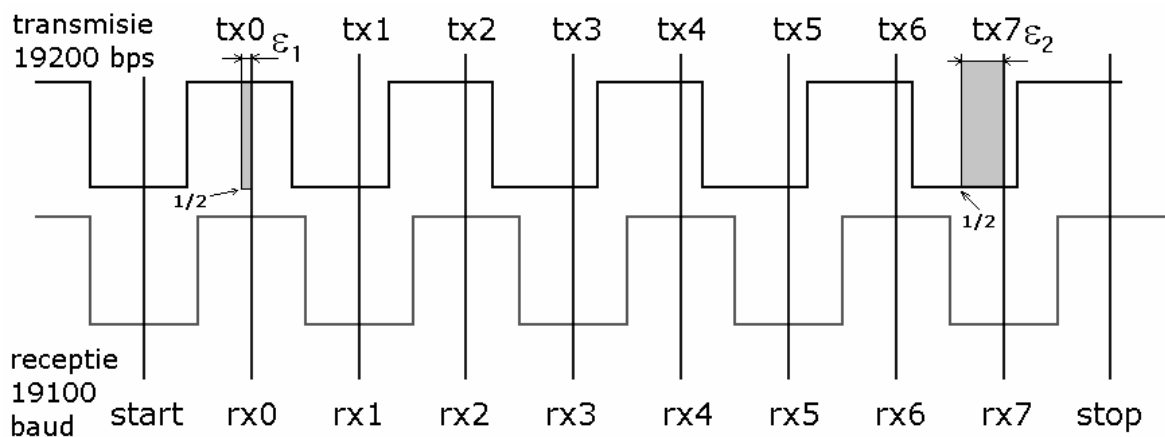 transmisie
19200 bps
tx0 ε1 tx1 tx2 tx3 tx4 tx5 tx6 tx7 ε2
1/2
1/2
receptie
19100
baud
start rx0 rx1 rx2 rx3 rx4 rx5 rx6 rx7 stop